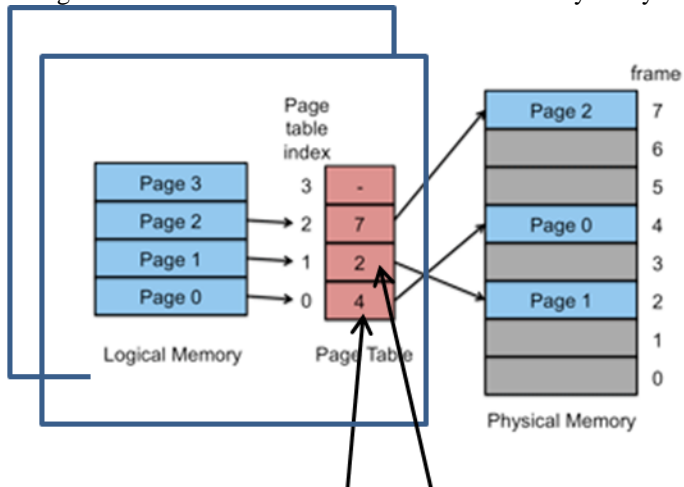 frame
Page
table
index
Page 3
Page 2
Page 1
Page 0
3
2
1
0
-
7
2
4
Logical Memory
Page Table
Page 2
Page 0
Page 1
7
6
5
4
3
2
1
0
Physical Memory